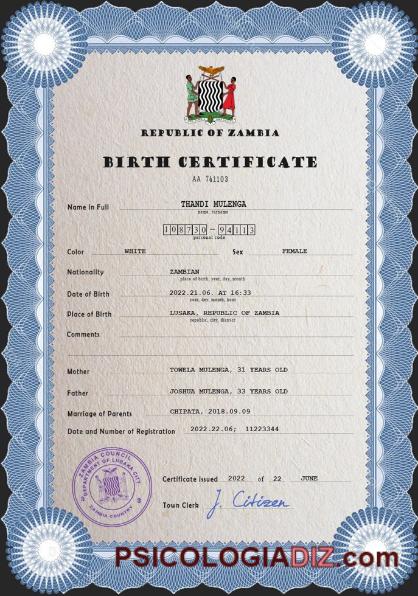 REPUBLIC OF ZAMBIA
BIRTH CERTIFICATE
AA 741103
Name In Full THANDI MULENGA
108730-94113
personal code
Color WHITE Sex FEMALE
Nationality ZAMBIAN
place of birth, year, day, month
Date of Birth 2022.21.06. AT 16:33
year, day, month, hour
Place of Birth LUSAKA, REPUBLIC OF ZAMBIA
republic, city, district
Comments
Mother TOWELA MULENGA, 31 YEARS OLD
Father JOSHUA MULENGA, 33 YEARS OLD
Marriage of Parents CHIPATA, 2018.09.09
Date and Number of Registration 2022.22.06; 11223344
ZAMBIA COUNCIL
DEPARTMENT OF LUSAKA CITY
ZAMBIA COUNTRY
Certificate issued 2022 of 22 JUNE
Town Clerk J. Citizen
PSICOLOGIADIZ.com